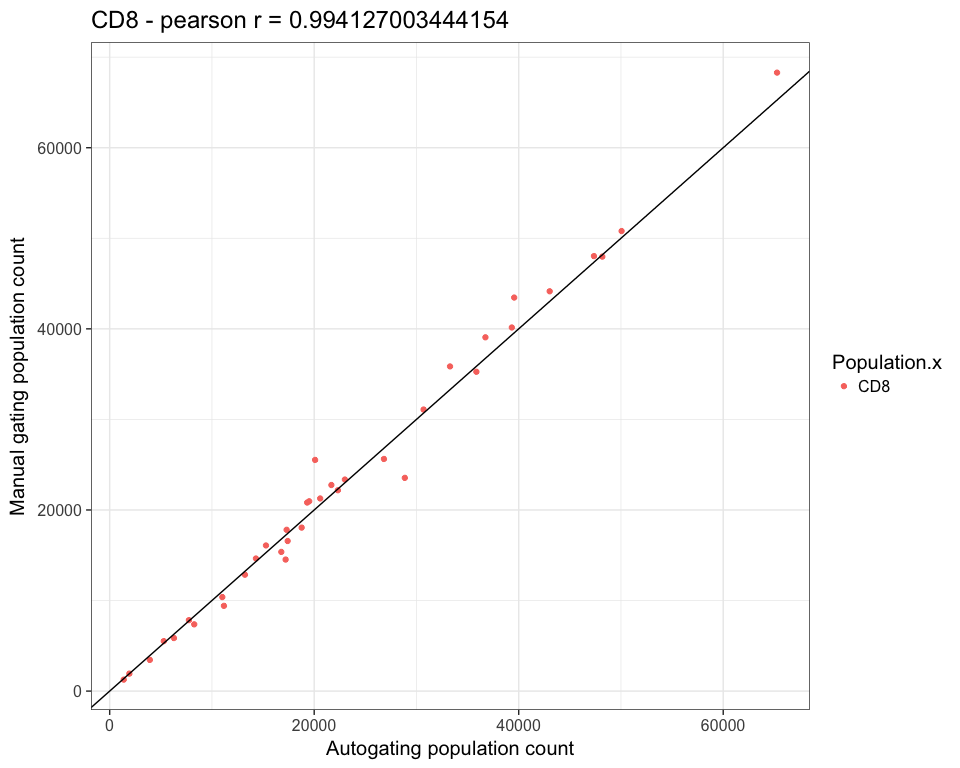 CD8 - pearson r = 0.994127003444154
Manual gating population count
60000
40000
20000
0
0 20000 40000 60000
Autogating population count
Population.x
CD8